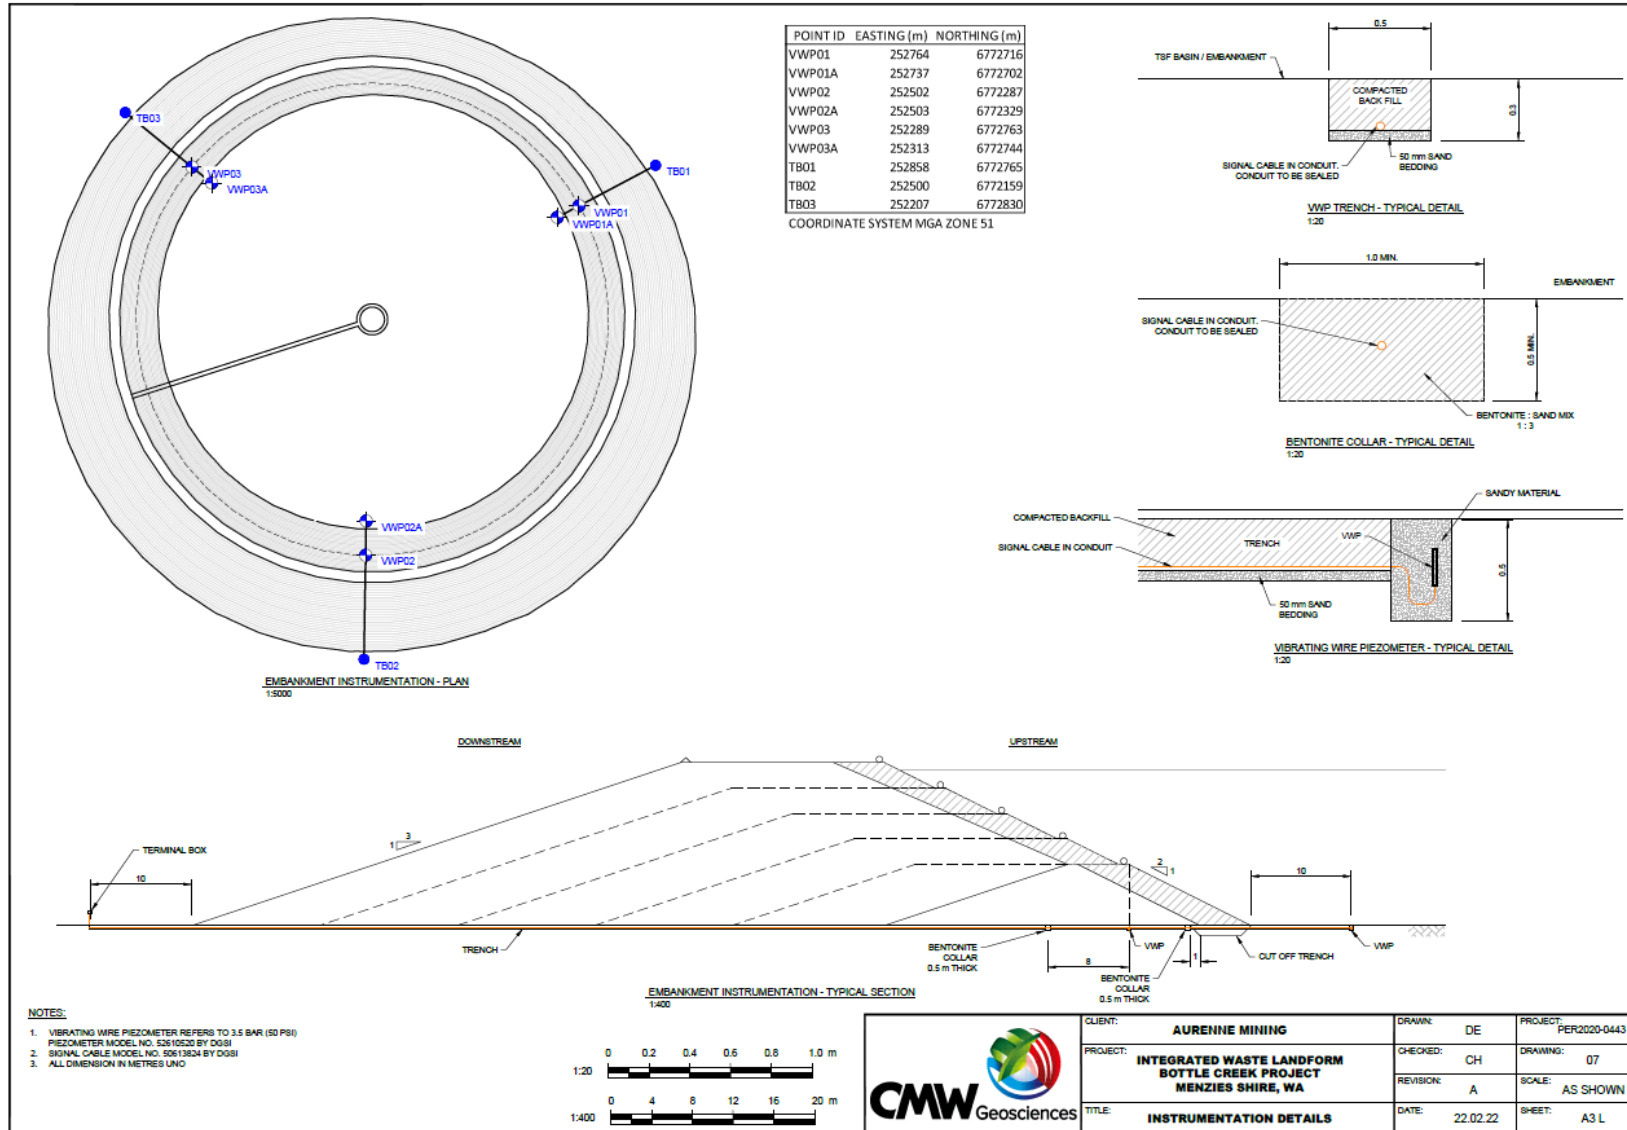 TB03
VWP03
VWP03A
TB01
VWP01
VWP01A
VWP02A
VWP02
TB02
EMBANKMENT INSTRUMENTATION - PLAN
1:5000
POINT ID EASTING (m) NORTHING (m)
VWP01 252764 6772716
VWP01A 252737 6772702
VWP02 252502 6772287
VWP02A 252503 6772329
VWP03 252289 6772763
VWP03A 252313 6772744
TB01 252858 6772765
TB02 252500 6772159
TB03 252207 6772830
COORDINATE SYSTEM MGA ZONE 51
0.5
TSF BASIN / EMBANKMENT
COMPACTED
BACK FILL
0.3
50 mm SAND
BEDDING
SIGNAL CABLE IN CONDUIT.
CONDUIT TO BE SEALED
VWP TRENCH - TYPICAL DETAIL
1:20
1.0 MIN.
EMBANKMENT
SIGNAL CABLE IN CONDUIT.
CONDUIT TO BE SEALED
0.5 MIN.
BENTONITE : SAND MIX
1 : 3
BENTONITE COLLAR - TYPICAL DETAIL
1:20
SANDY MATERIAL
COMPACTED BACKFILL
SIGNAL CABLE IN CONDUIT
TRENCH
VWP
0.5
50 mm SAND
BEDDING
VIBRATING WIRE PIEZOMETER - TYPICAL DETAIL
1:20
DOWNSTREAM
UPSTREAM
3
1
2
1
TERMINAL BOX
10
10
TRENCH
BENTONITE
COLLAR
0.5 m THICK
8
VWP
BENTONITE
COLLAR
0.5 m THICK
1
CUT OFF TRENCH
VWP
EMBANKMENT INSTRUMENTATION - TYPICAL SECTION
1:400
NOTES:
1. VIBRATING WIRE PIEZOMETER REFERS TO 3.5 BAR (50 PSI)
PIEZOMETER MODEL NO. 52610520 BY DGSI
2. SIGNAL CABLE MODEL NO. 50613824 BY DGSI
3. ALL DIMENSION IN METRES UNO
0 0.2 0.4 0.6 0.8 1.0 m
1:20
0 4 8 12 16 20 m
1:400
CMW Geosciences
CLIENT: AURENNE MINING
PROJECT: INTEGRATED WASTE LANDFORM
BOTTLE CREEK PROJECT
MENZIES SHIRE, WA
TITLE: INSTRUMENTATION DETAILS
DRAWN: DE
PROJECT: PER2020-0443
CHECKED: CH
DRAWING: 07
REVISION: A
SCALE: AS SHOWN
DATE: 22.02.22
SHEET: A3 L